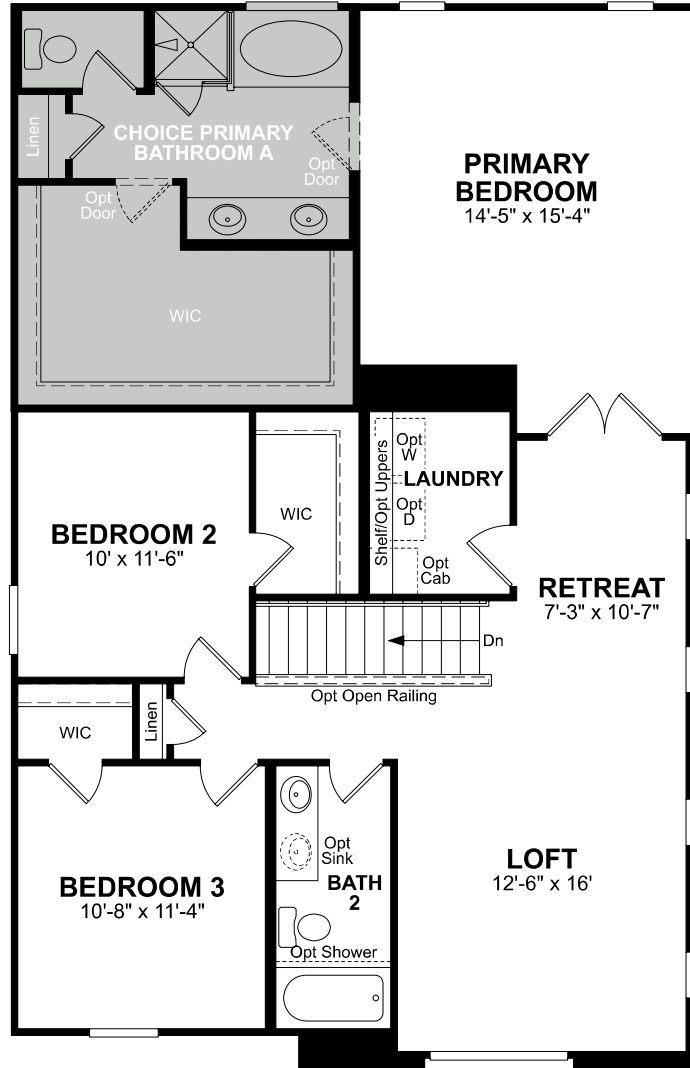 Linen
CHOICE PRIMARY
BATHROOM A
Opt
Door
Opt
Door
WIC
PRIMARY
BEDROOM
14'-5" x 15'-4"
BEDROOM 2
10' x 11'-6"
WIC
Shelf/Opt Uppers
Opt
W
LAUNDRY
Opt
D
Opt
Cab
RETREAT
7'-3" x 10'-7"
Dn
Opt Open Railing
WIC
Linen
BEDROOM 3
10'-8" x 11'-4"
Opt
Sink
BATH
2
Opt Shower
LOFT
12'-6" x 16'